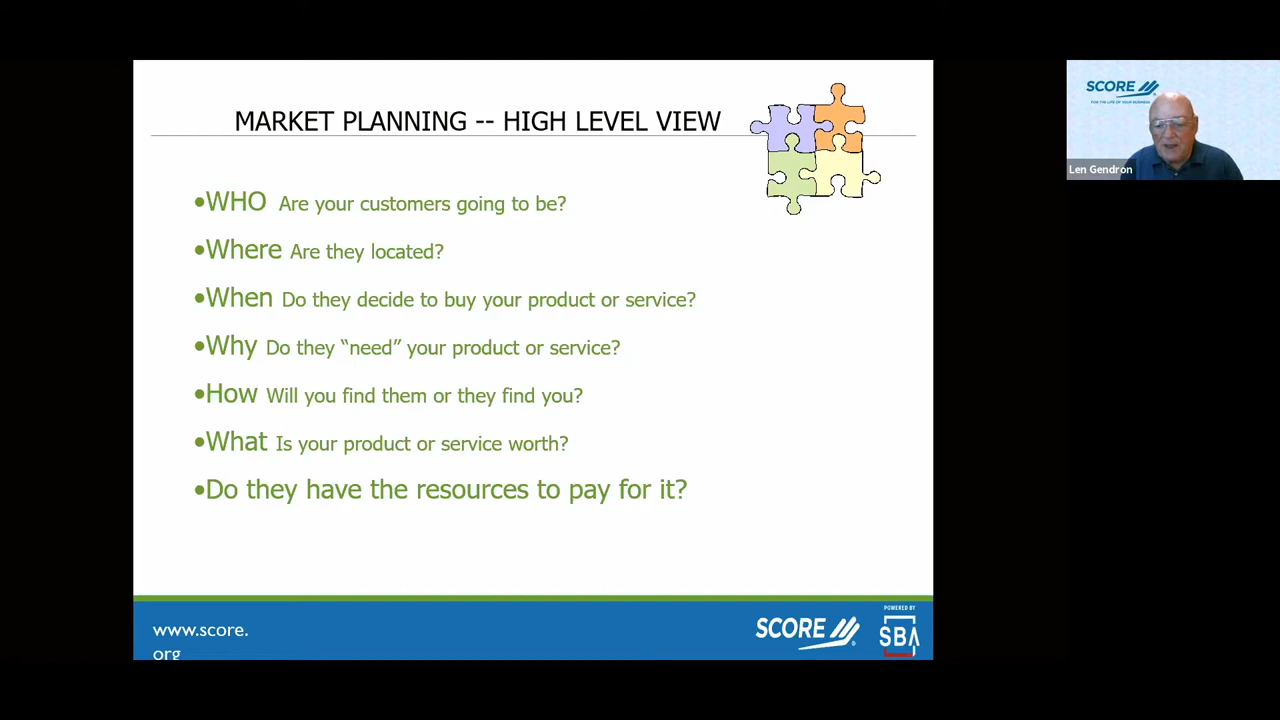 MARKET PLANNING -- HIGH LEVEL VIEW
•WHO Are your customers going to be?
•Where Are they located?
•When Do they decide to buy your product or service?
•Why Do they “need” your product or service?
•How Will you find them or they find you?
•What Is your product or service worth?
•Do they have the resources to pay for it?
www.score.
org
SCORE
POWERED BY
SBA
SCORE
FOR THE LIFE OF YOUR BUSINESS
Len Gendron